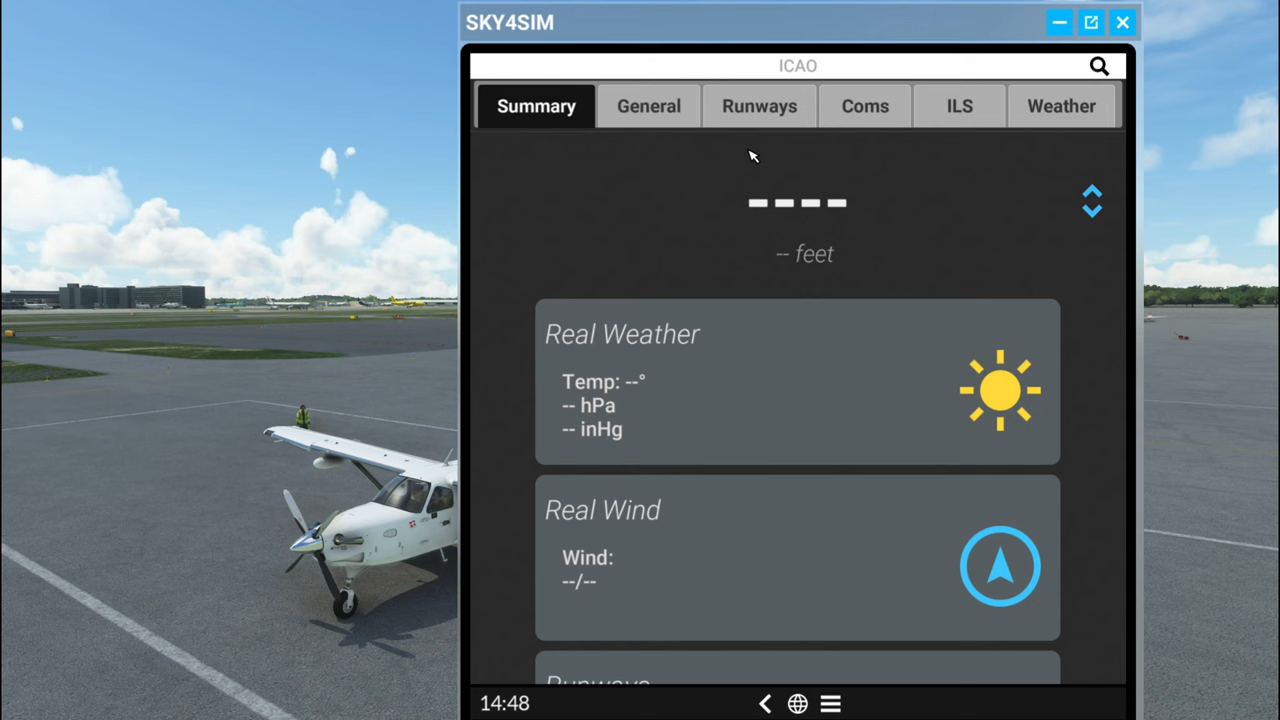 SKY4SIM
ICAO
Summary General Runways Coms ILS Weather
----
-- feet
Real Weather
Temp: --°
-- hPa
-- inHg
Real Wind
Wind:
--/--
Runways
14:48